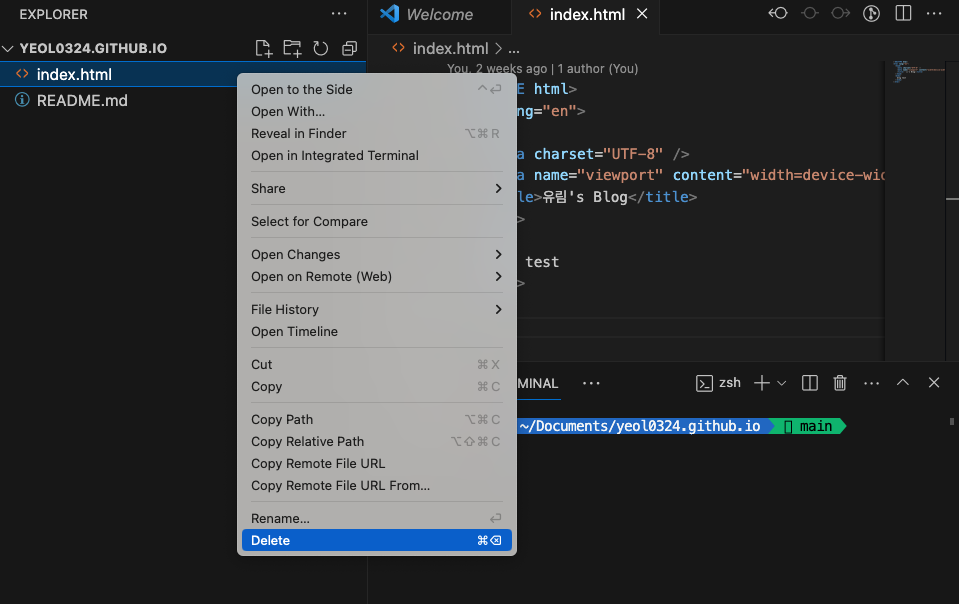 EXPLORER
YEOL0324.GITHUB.IO
index.html
README.md
Welcome
index.html
index.html > ...
You, 2 weeks ago | 1 author (You)
E html>
ng="en">
a charset="UTF-8" />
a name="viewport" content="width=device-wid
le>유림's Blog</title>
>
test
>
Open to the Side
Open With...
Reveal in Finder ⌥⌘R
Open in Integrated Terminal
Share
Select for Compare
Open Changes
Open on Remote (Web)
File History
Open Timeline
Cut ⌘X
Copy ⌘C
Copy Path ⌥⌘C
Copy Relative Path ⌥⇧⌘C
Copy Remote File URL
Copy Remote File URL From...
Rename...
Delete ⌘⌫
MINAL
zsh
~/Documents/yeol0324.github.io main